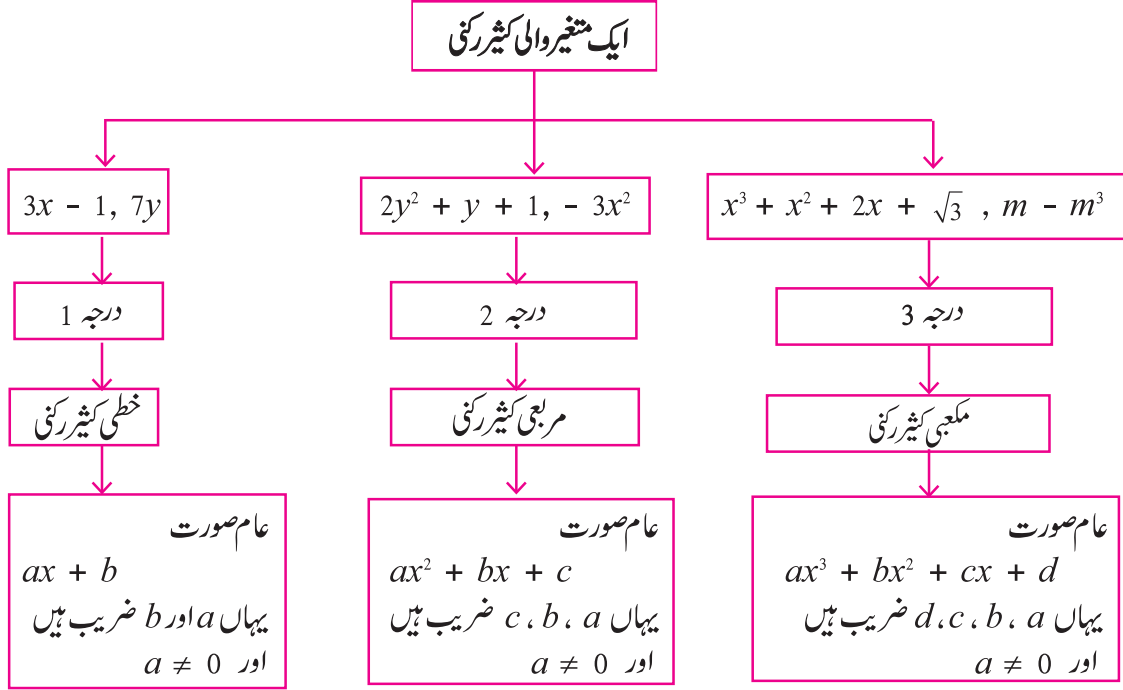 ایک متغیر والی کثیر رکنی
3x − 1, 7y
2y² + y + 1, − 3x²
x³ + x² + 2x + √3 , m − m³
درجہ 1
درجہ 2
درجہ 3
خطی کثیر رکنی
مربعی کثیر رکنی
مکعبی کثیر رکنی
عام صورت
ax + b
یہاں a اور b ضریب ہیں
اور a ≠ 0
عام صورت
ax² + bx + c
یہاں a ، b ، c ضریب ہیں
اور a ≠ 0
عام صورت
ax³ + bx² + cx + d
یہاں a ، b ، c ، d ضریب ہیں
اور a ≠ 0